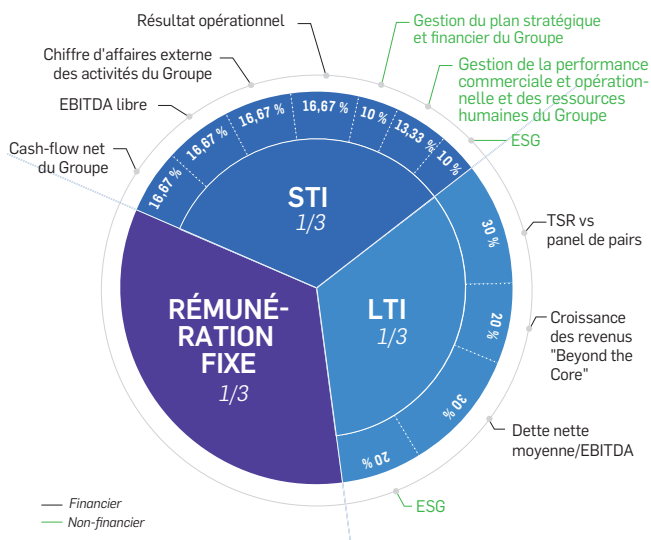 Résultat opérationnel
Chiffre d'affaires externe
des activités du Groupe
EBITDA libre
Cash-flow net
du Groupe
Gestion du plan stratégique
et financier du Groupe
Gestion de la performance
commerciale et opération-
nelle et des ressources
humaines du Groupe
ESG
16,67 %
16,67 %
16,67 %
16,67 %
10 %
13,33 %
10 %
STI
1/3
30 %
20 %
30 %
20 %
LTI
1/3
RÉMUNÉ-
RATION
FIXE
1/3
TSR vs
panel de pairs
Croissance
des revenus
"Beyond the
Core"
Dette nette
moyenne/EBITDA
ESG
Financier
Non-financier